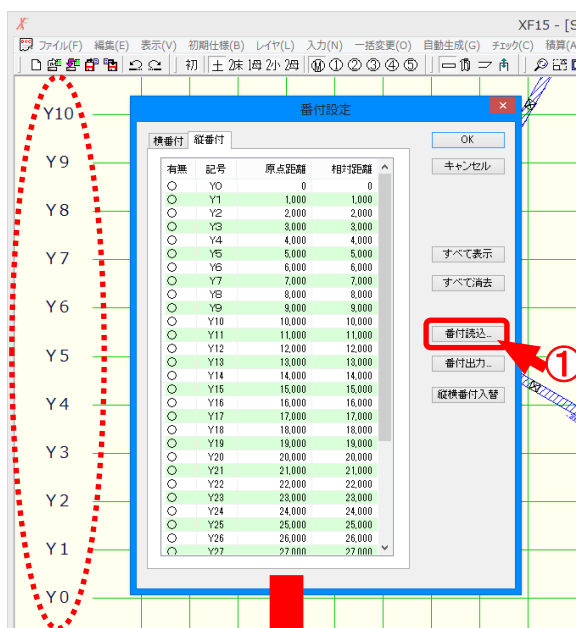 XF15 - [S
ファイル(F) 編集(E) 表示(V) 初期仕様(B) レイヤ(L) 入力(N) 一括変更(O) 自動生成(G) チェック(C) 積算(A
初 土 2床 1母 2小 2母 M ① ② ③ ④ ⑤
Y10
Y9
Y8
Y7
Y6
Y5
Y4
Y3
Y2
Y1
Y0
番付設定
横番付 縦番付
有無 記号 原点距離 相対距離
○ Y0 0 0
○ Y1 1,000 1,000
○ Y2 2,000 2,000
○ Y3 3,000 3,000
○ Y4 4,000 4,000
○ Y5 5,000 5,000
○ Y6 6,000 6,000
○ Y7 7,000 7,000
○ Y8 8,000 8,000
○ Y9 9,000 9,000
○ Y10 10,000 10,000
○ Y11 11,000 11,000
○ Y12 12,000 12,000
○ Y13 13,000 13,000
○ Y14 14,000 14,000
○ Y15 15,000 15,000
○ Y16 16,000 16,000
○ Y17 17,000 17,000
○ Y18 18,000 18,000
○ Y19 19,000 19,000
○ Y20 20,000 20,000
○ Y21 21,000 21,000
○ Y22 22,000 22,000
○ Y23 23,000 23,000
○ Y24 24,000 24,000
○ Y25 25,000 25,000
○ Y26 26,000 26,000
○ Y27 27,000 27,000
OK
キャンセル
すべて表示
すべて消去
番付読込...
番付出力...
縦横番付入替
①